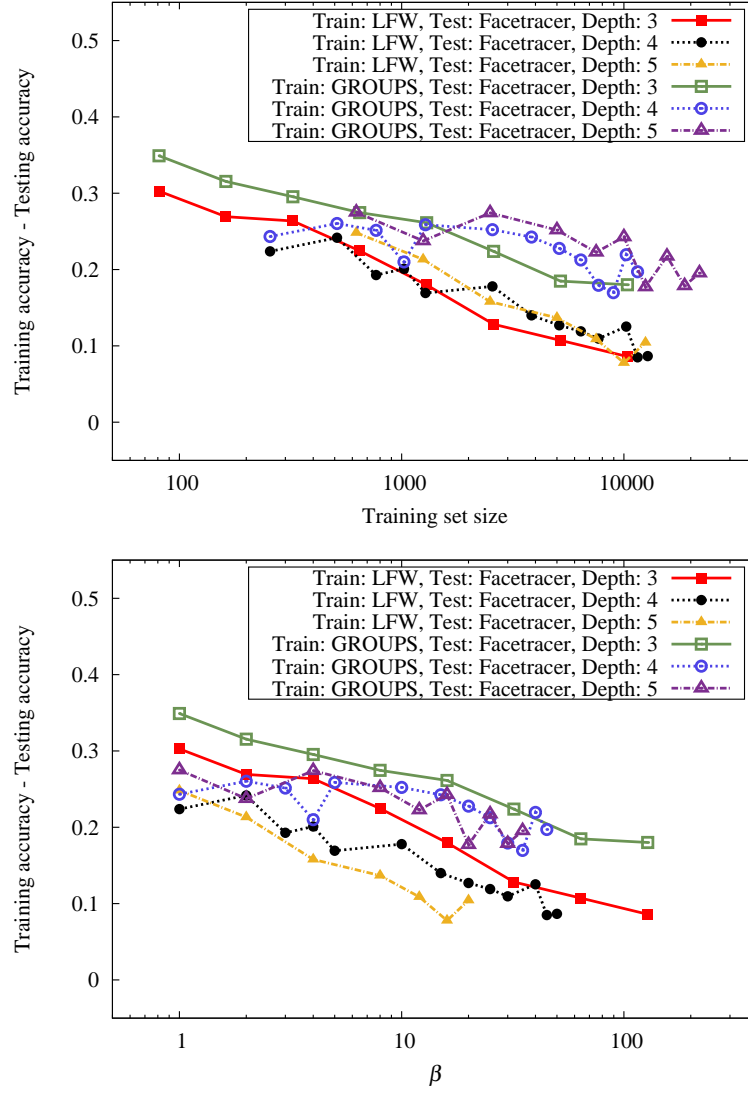 Train: LFW, Test: Facetracer, Depth: 3
Train: LFW, Test: Facetracer, Depth: 4
Train: LFW, Test: Facetracer, Depth: 5
Train: GROUPS, Test: Facetracer, Depth: 3
Train: GROUPS, Test: Facetracer, Depth: 4
Train: GROUPS, Test: Facetracer, Depth: 5
Training accuracy - Testing accuracy
0.5
0.4
0.3
0.2
0.1
0
100 1000 10000
Training set size
Train: LFW, Test: Facetracer, Depth: 3
Train: LFW, Test: Facetracer, Depth: 4
Train: LFW, Test: Facetracer, Depth: 5
Train: GROUPS, Test: Facetracer, Depth: 3
Train: GROUPS, Test: Facetracer, Depth: 4
Train: GROUPS, Test: Facetracer, Depth: 5
Training accuracy - Testing accuracy
0.5
0.4
0.3
0.2
0.1
0
1 10 100
β